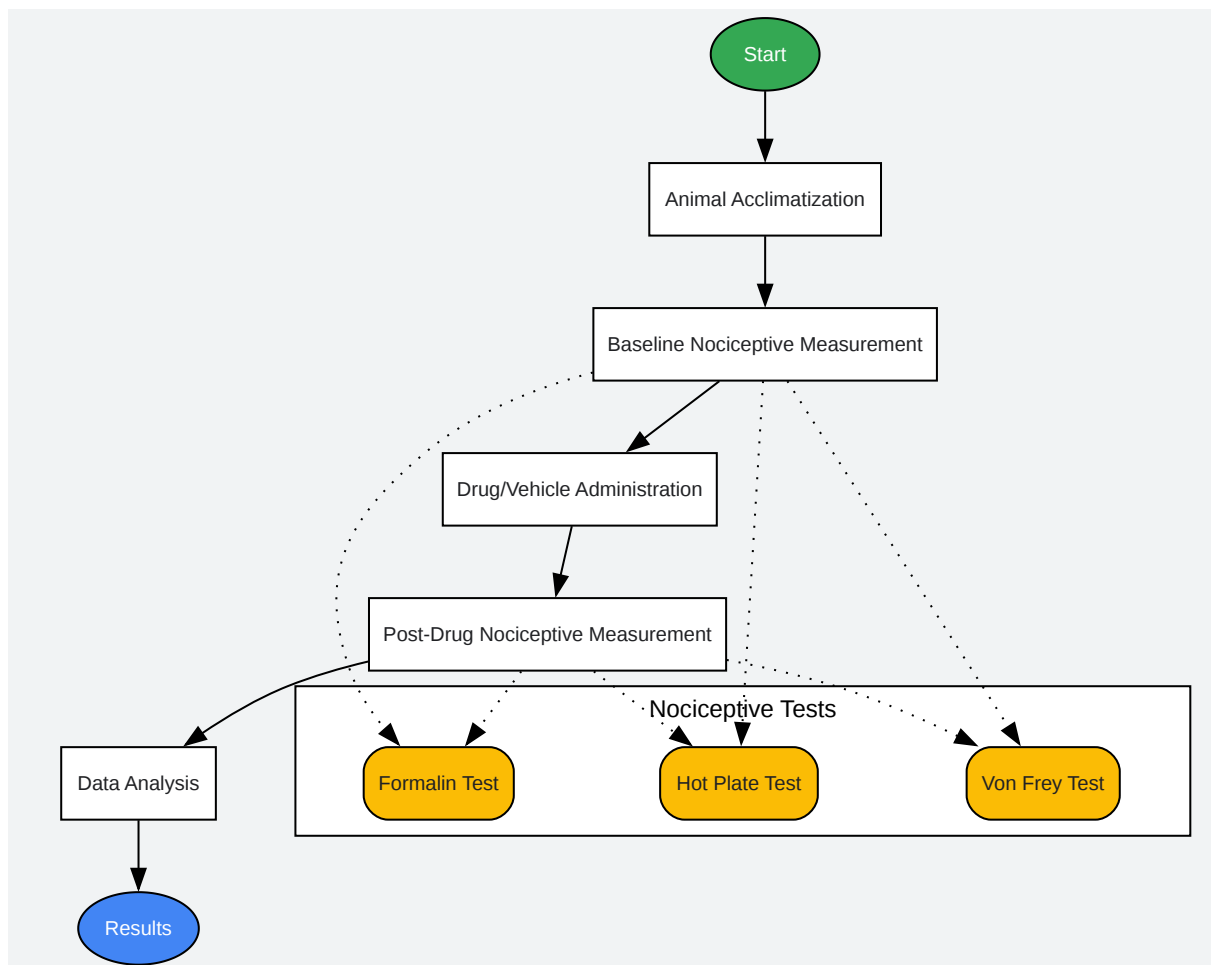 Start
Animal Acclimatization
Baseline Nociceptive Measurement
Drug/Vehicle Administration
Post-Drug Nociceptive Measurement
Nociceptive Tests
Data Analysis
Formalin Test
Hot Plate Test
Von Frey Test
Results